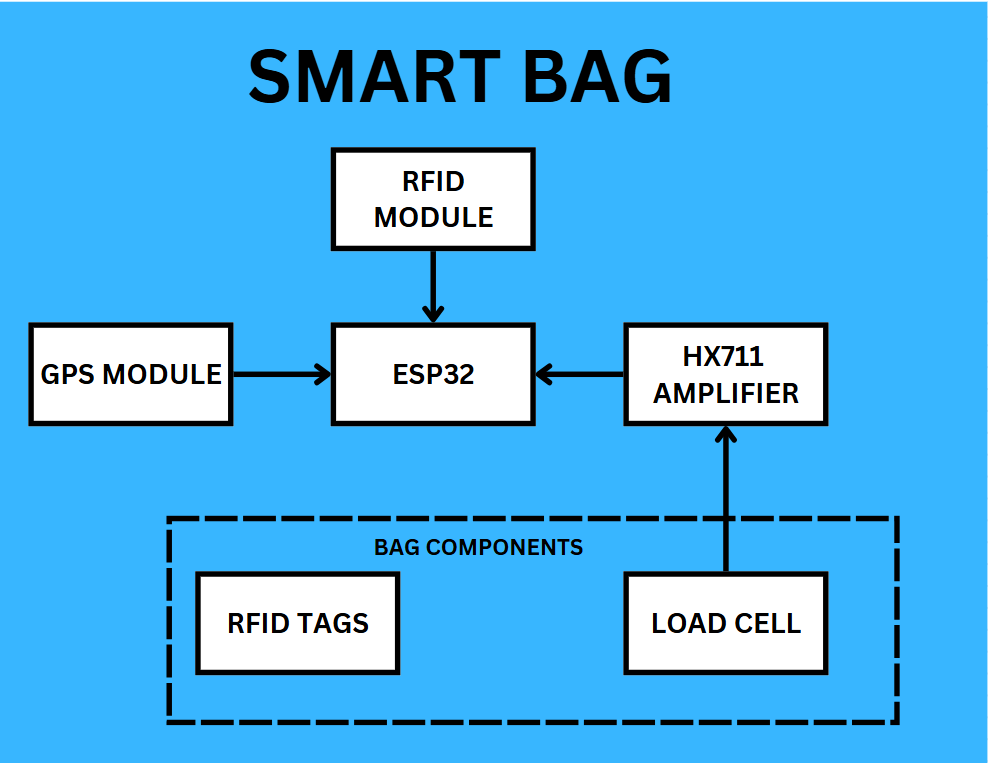 SMART BAG
RFID
MODULE
GPS MODULE
ESP32
HX711
AMPLIFIER
BAG COMPONENTS
RFID TAGS
LOAD CELL